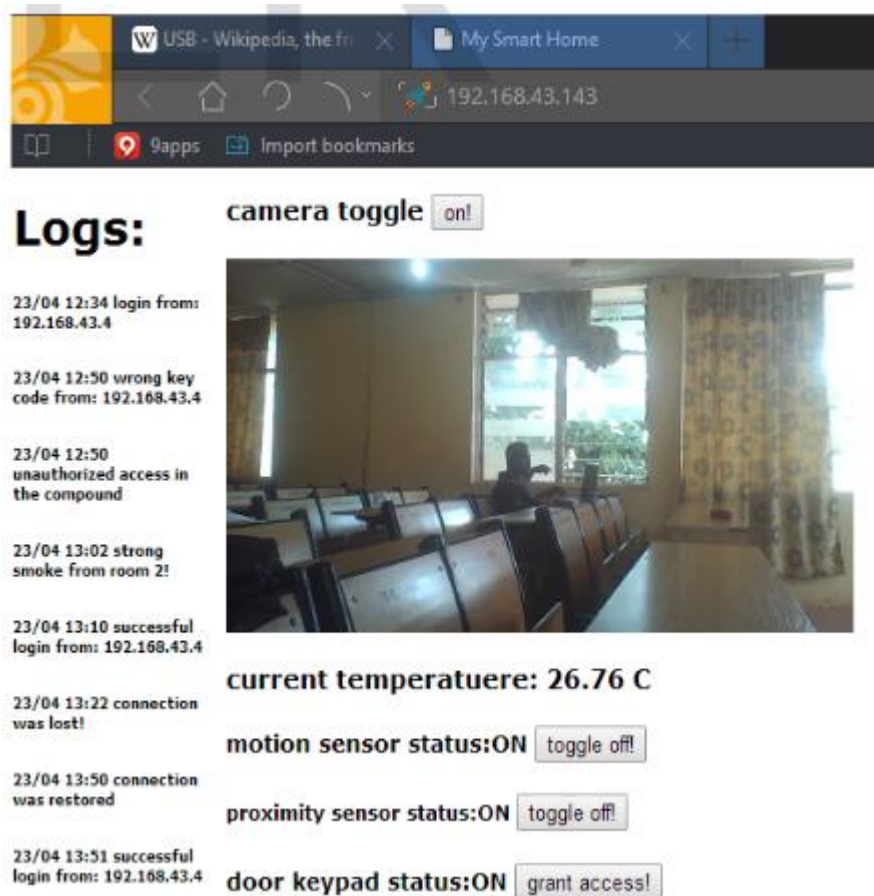 USB - Wikipedia, the fr
My Smart Home
192.168.43.143
9apps
Import bookmarks
Logs:
23/04 12:34 login from:
192.168.43.4
23/04 12:50 wrong key
code from: 192.168.43.4
23/04 12:50
unauthorized access in
the compound
23/04 13:02 strong
smoke from room 2!
23/04 13:10 successful
login from: 192.168.43.4
23/04 13:22 connection
was lost!
23/04 13:50 connection
was restored
23/04 13:51 successful
login from: 192.168.43.4
camera toggle on!
current temperatuere: 26.76 C
motion sensor status:ON toggle off!
proximity sensor status:ON toggle off!
door keypad status:ON grant access!